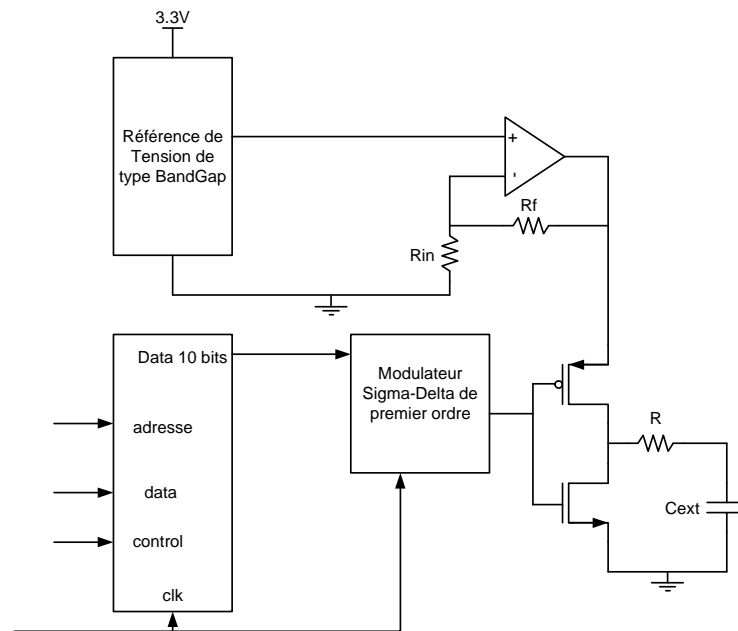 3.3V
Référence de
Tension de
type BandGap
+
-
Rf
Rin
Data 10 bits
adresse
data
control
clk
Modulateur
Sigma-Delta de
premier ordre
R
Cext